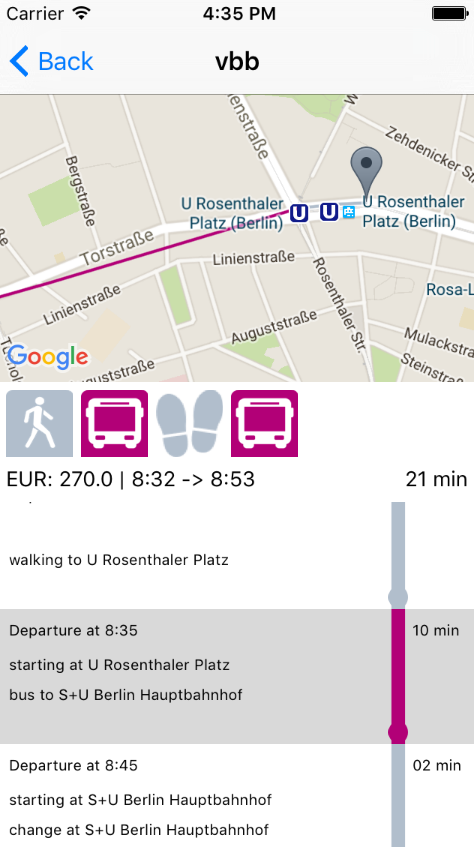 Carrier 4:35 PM
Back vbb
Zehdenicker
Bergstraße
U Rosenthaler
Platz (Berlin)
U Rosenthaler
Platz (Berlin)
Torstraße
Linienstraße
Rosenthaler Str.
Rosa-L
Linienstraße
Auguststraße
Mulackstra
Google
Steinstra
uguststraße
EUR: 270.0 | 8:32 -> 8:53 21 min
walking to U Rosenthaler Platz
Departure at 8:35 10 min
starting at U Rosenthaler Platz
bus to S+U Berlin Hauptbahnhof
Departure at 8:45 02 min
starting at S+U Berlin Hauptbahnhof
change at S+U Berlin Hauptbahnhof